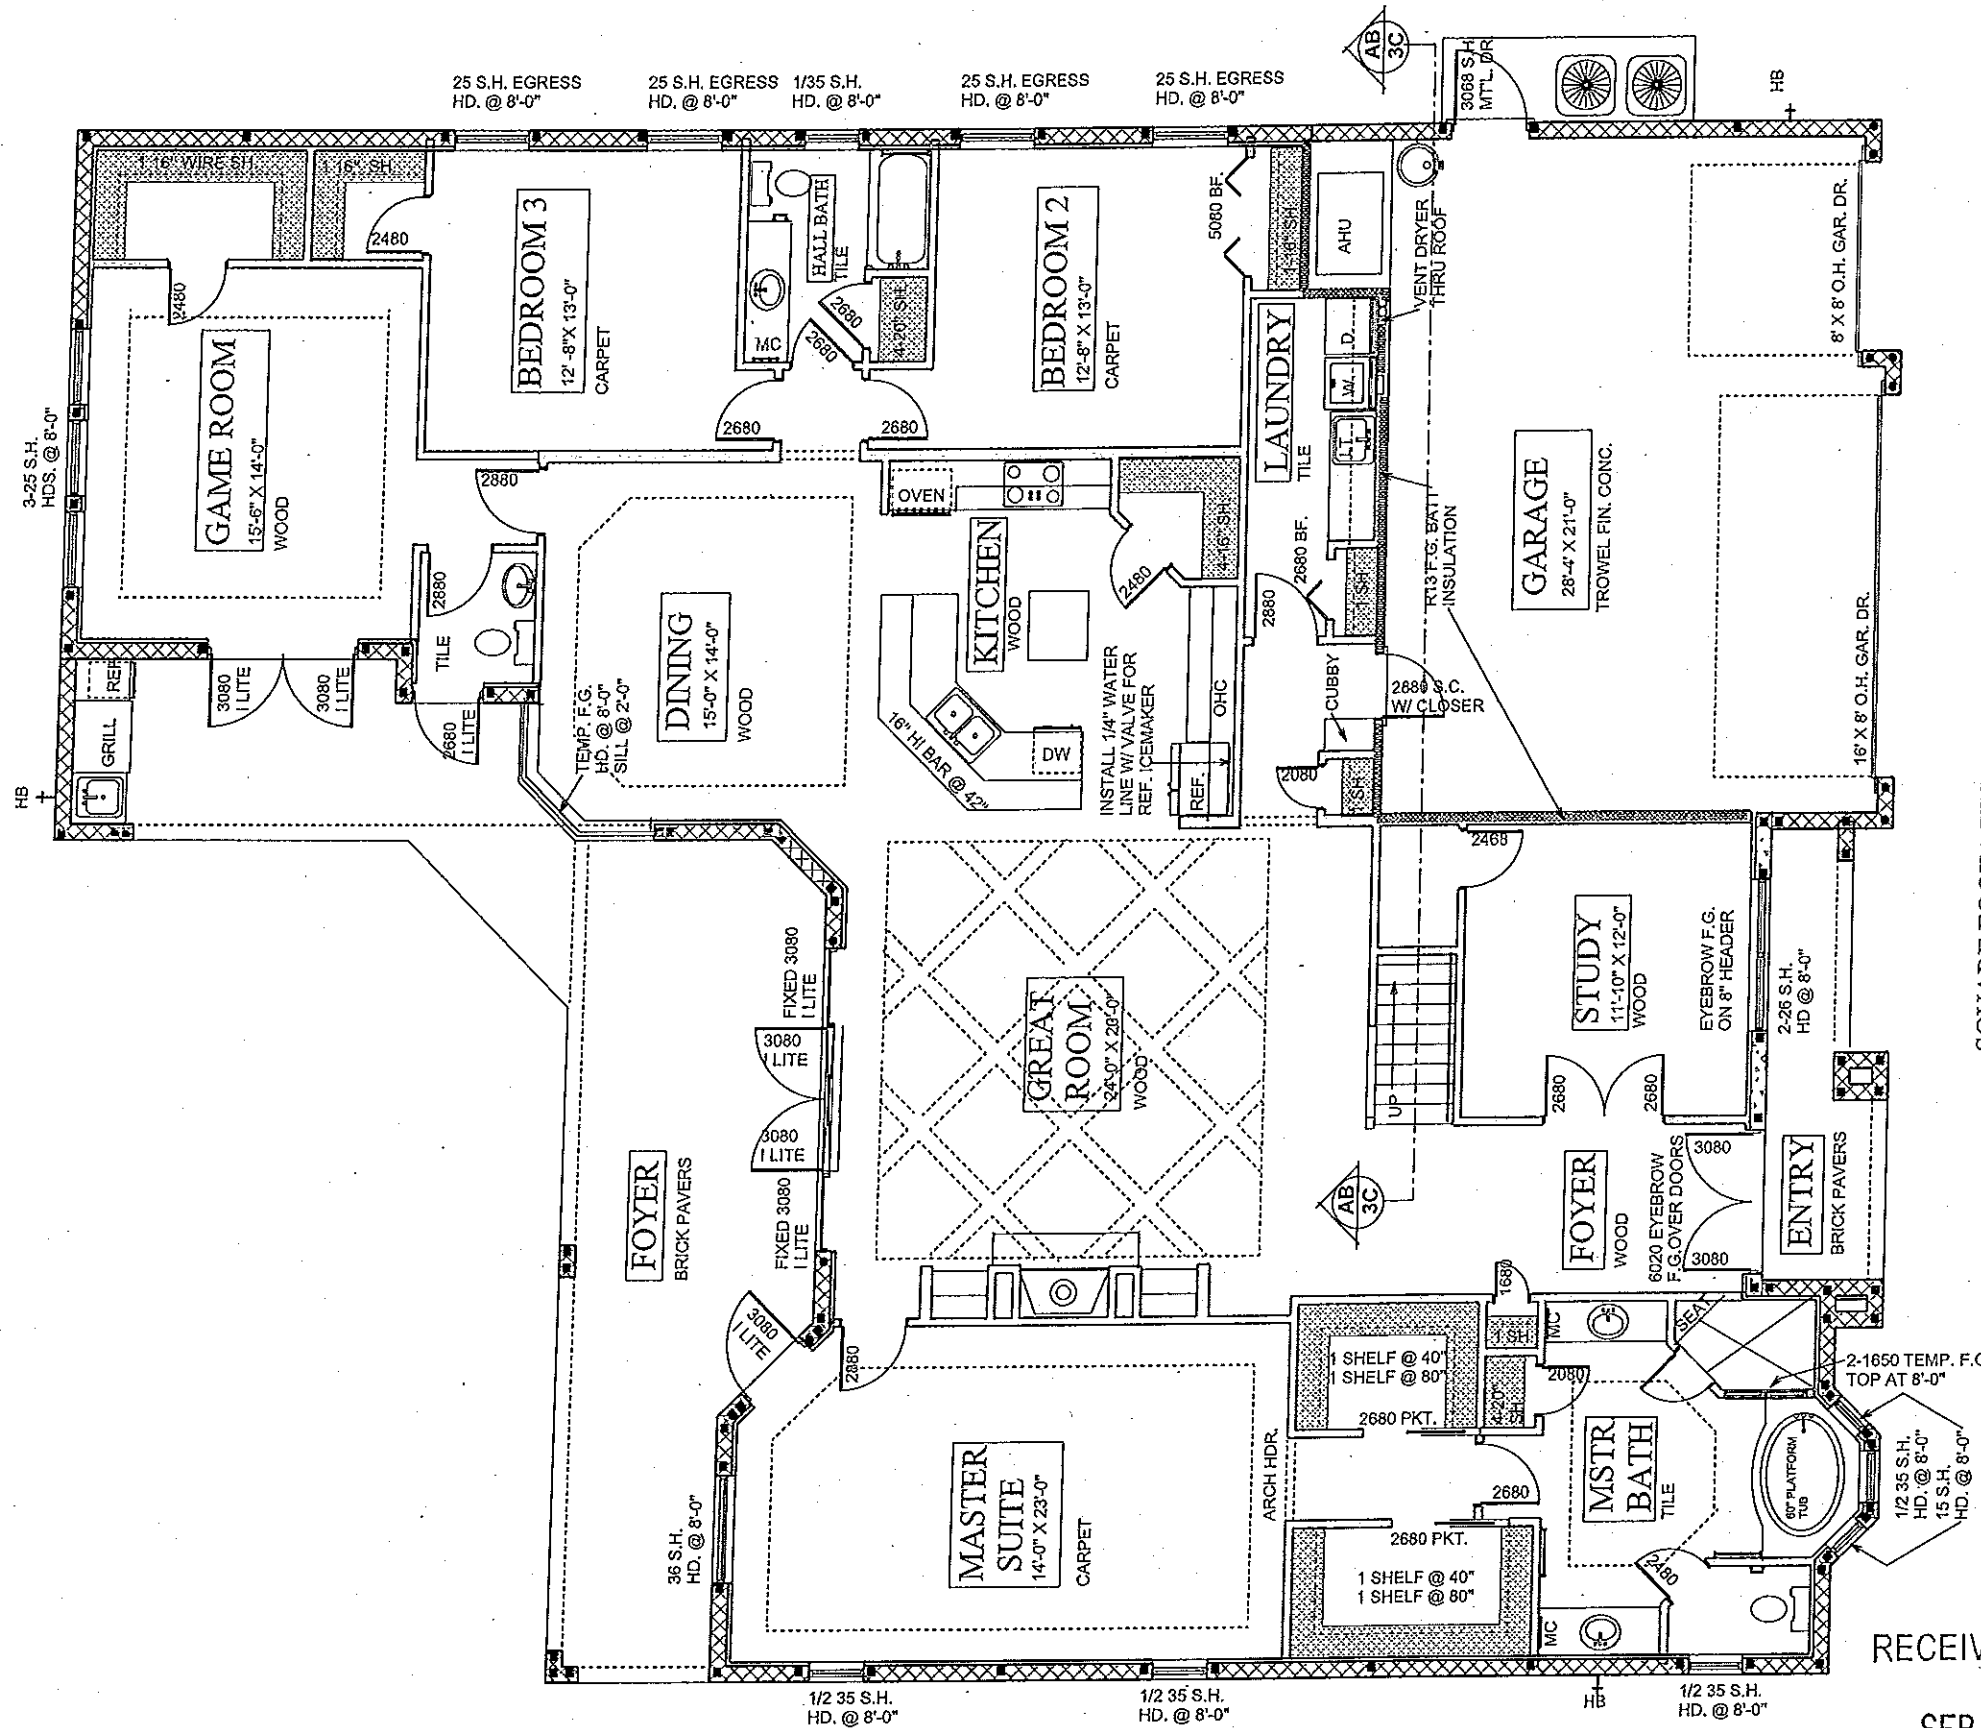 25 S.H. EGRESS
HD. @ 8'-0"
25 S.H. EGRESS
HD. @ 8'-0"
1/35 S.H.
HD. @ 8'-0"
25 S.H. EGRESS
HD. @ 8'-0"
25 S.H. EGRESS
HD. @ 8'-0"
AB
3C
3068 S.H.
MT'L. DR.
HB
1-16" WIRE SH.
1-16" SH.
2480
2480
3-25 S.H.
HDS. @ 8'-0"
GAME ROOM
15'-6" X 14'-0"
WOOD
BEDROOM 3
12'-8" X 13'-0"
CARPET
HALL BATH
TILE
MC
2680
2680
4-20" SH.
BEDROOM 2
12'-8" X 13'-0"
CARPET
5080 BF.
1-16" SH.
AHU
VENT DRYER
THRU ROOF
8' X 8' O.H. GAR. DR.
LAUNDRY
TILE
D
W.
L.T.
2680
2680
2880
2880
TILE
OVEN
KITCHEN
WOOD
2480
4-16" SH.
2680 BF.
1 SH.
2880
R13 F.G. BATT
INSULATION
GARAGE
28'-4" X 21'-0"
TROWEL FIN. CONC.
16' X 8' O.H. GAR. DR.
DINING
15'-0" X 14'-0"
WOOD
TEMP. F.G.
HD. @ 8'-0"
SILL @ 2'-0"
16" HI BAR @ 42"
DW
INSTALL 1/4" WATER
LINE W/ VALVE FOR
REF. ICEMAKER
REF.
OHC
CUBBY
2880 S.C.
W/ CLOSER
2080
1 SH.
REF.
GRILL
HB
3080
1 LITE
3080
1 LITE
2680
1 LITE
FIXED 3080
1 LITE
3080
1 LITE
3080
1 LITE
FIXED 3080
1 LITE
FOYER
BRICK PAVERS
GREAT
ROOM
24'-0" X 20'-0"
WOOD
2468
STUDY
11'-10" X 12'-0"
WOOD
EYEBROW F.G.
ON 8" HEADER
2-26 S.H.
HD @ 8'-0"
UP
2680
2680
AB
3C
FOYER
WOOD
6020 EYEBROW
F.G. OVER DOORS
3080
3080
ENTRY
BRICK PAVERS
3080
1 LITE
2880
MASTER
SUITE
14'-0" X 23'-0"
CARPET
36 S.H.
HD. @ 8'-0"
ARCH HDR.
1 SHELF @ 40"
1 SHELF @ 80"
2680 PKT.
1680
1 SH.
4-20"
SH.
2080
2680
2680 PKT.
1 SHELF @ 40"
1 SHELF @ 80"
MC
SEAT
MSTR
BATH
TILE
60" PLATFORM
TUB
2480
MC
2-1650 TEMP. F.G
TOP AT 8'-0"
1/2 35 S.H.
HD. @ 8'-0"
15 S.H.
HD. @ 8'-0"
1/2 35 S.H.
HD. @ 8'-0"
1/2 35 S.H.
HD. @ 8'-0"
HB
1/2 35 S.H.
HD. @ 8'-0"
RECEIV